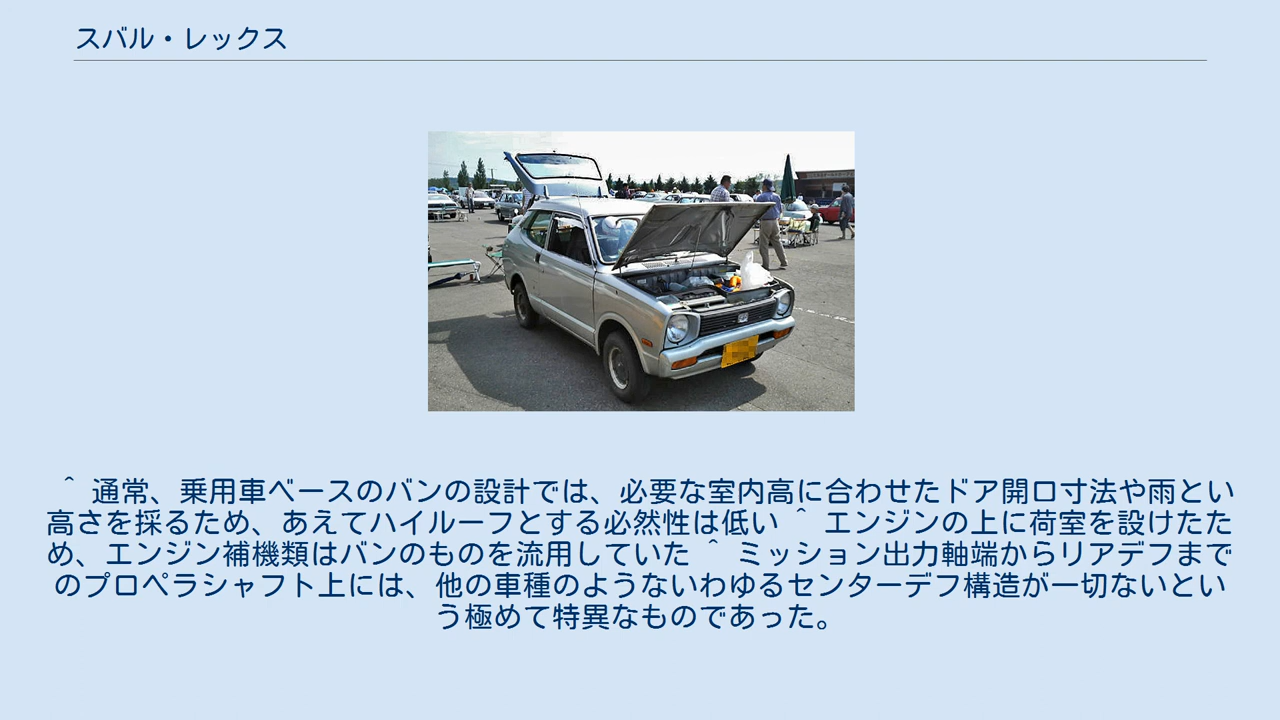 スバル・レックス
＾ 通常、乗用車ベースのバンの設計では、必要な室内高に合わせたドア開口寸法や雨とい
高さを採るため、あえてハイルーフとする必然性は低い ＾ エンジンの上に荷室を設けたた
め、エンジン補機類はバンのものを流用していた ＾ ミッション出力軸端からリアデフまで
のプロペラシャフト上には、他の車種のようないわゆるセンターデフ構造が一切ないとい
う極めて特異なものであった。